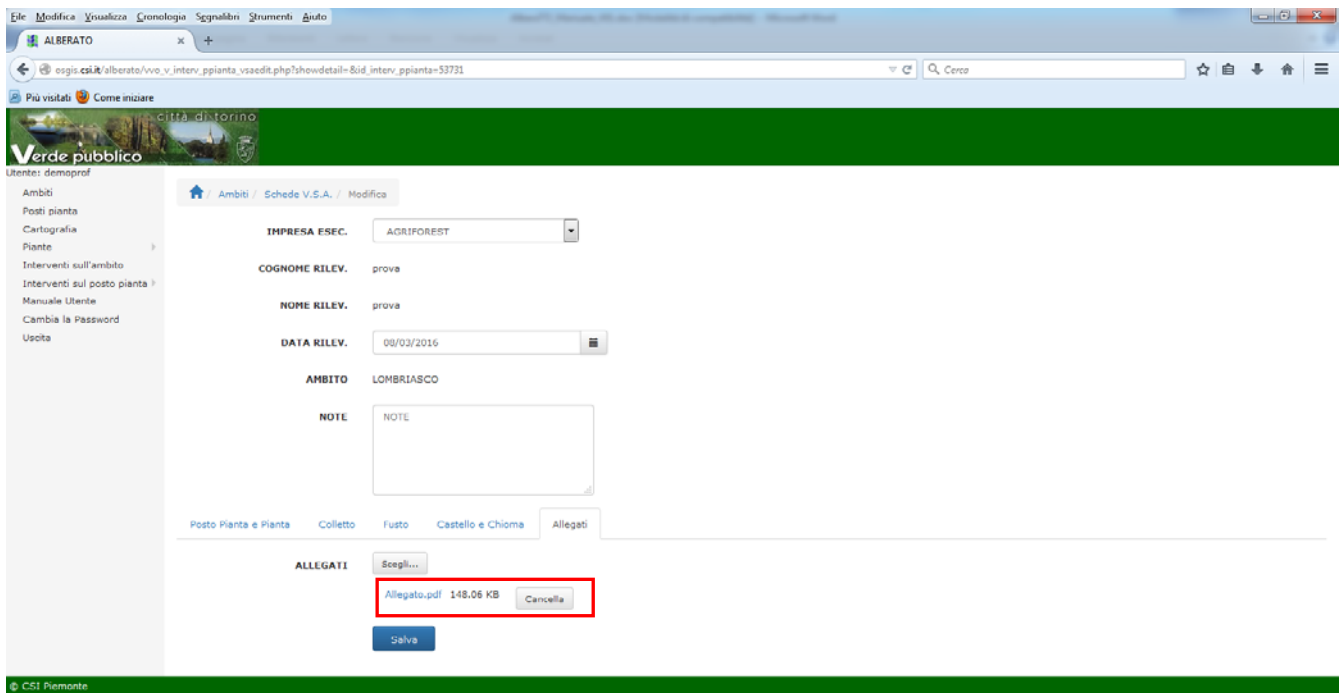 File Modifica Visualizza Cronologia Segnalibri Strumenti Aiuto
ALBERATO × +
osgis.csi.it/alberato/vvo_v_interv_ppianta_vsaedit.php?showdetail=&id_interv_ppianta=53731 Cerca
Più visitati Come iniziare
città di torino
Verde pubblico
Utente: demoprof
Ambiti
Posti pianta
Cartografia
Piante
Interventi sull'ambito
Interventi sul posto pianta
Manuale Utente
Cambia la Password
Uscita
/ Ambiti / Schede V.S.A. / Modifica
IMPRESA ESEC. AGRIFOREST
COGNOME RILEV. prova
NOME RILEV. prova
DATA RILEV. 08/03/2016
AMBITO LOMBRIASCO
NOTE NOTE
Posto Pianta e Pianta Colletto Fusto Castello e Chioma Allegati
ALLEGATI Scegli...
Allegato.pdf 148.06 KB Cancella
Salva
© CSI Piemonte